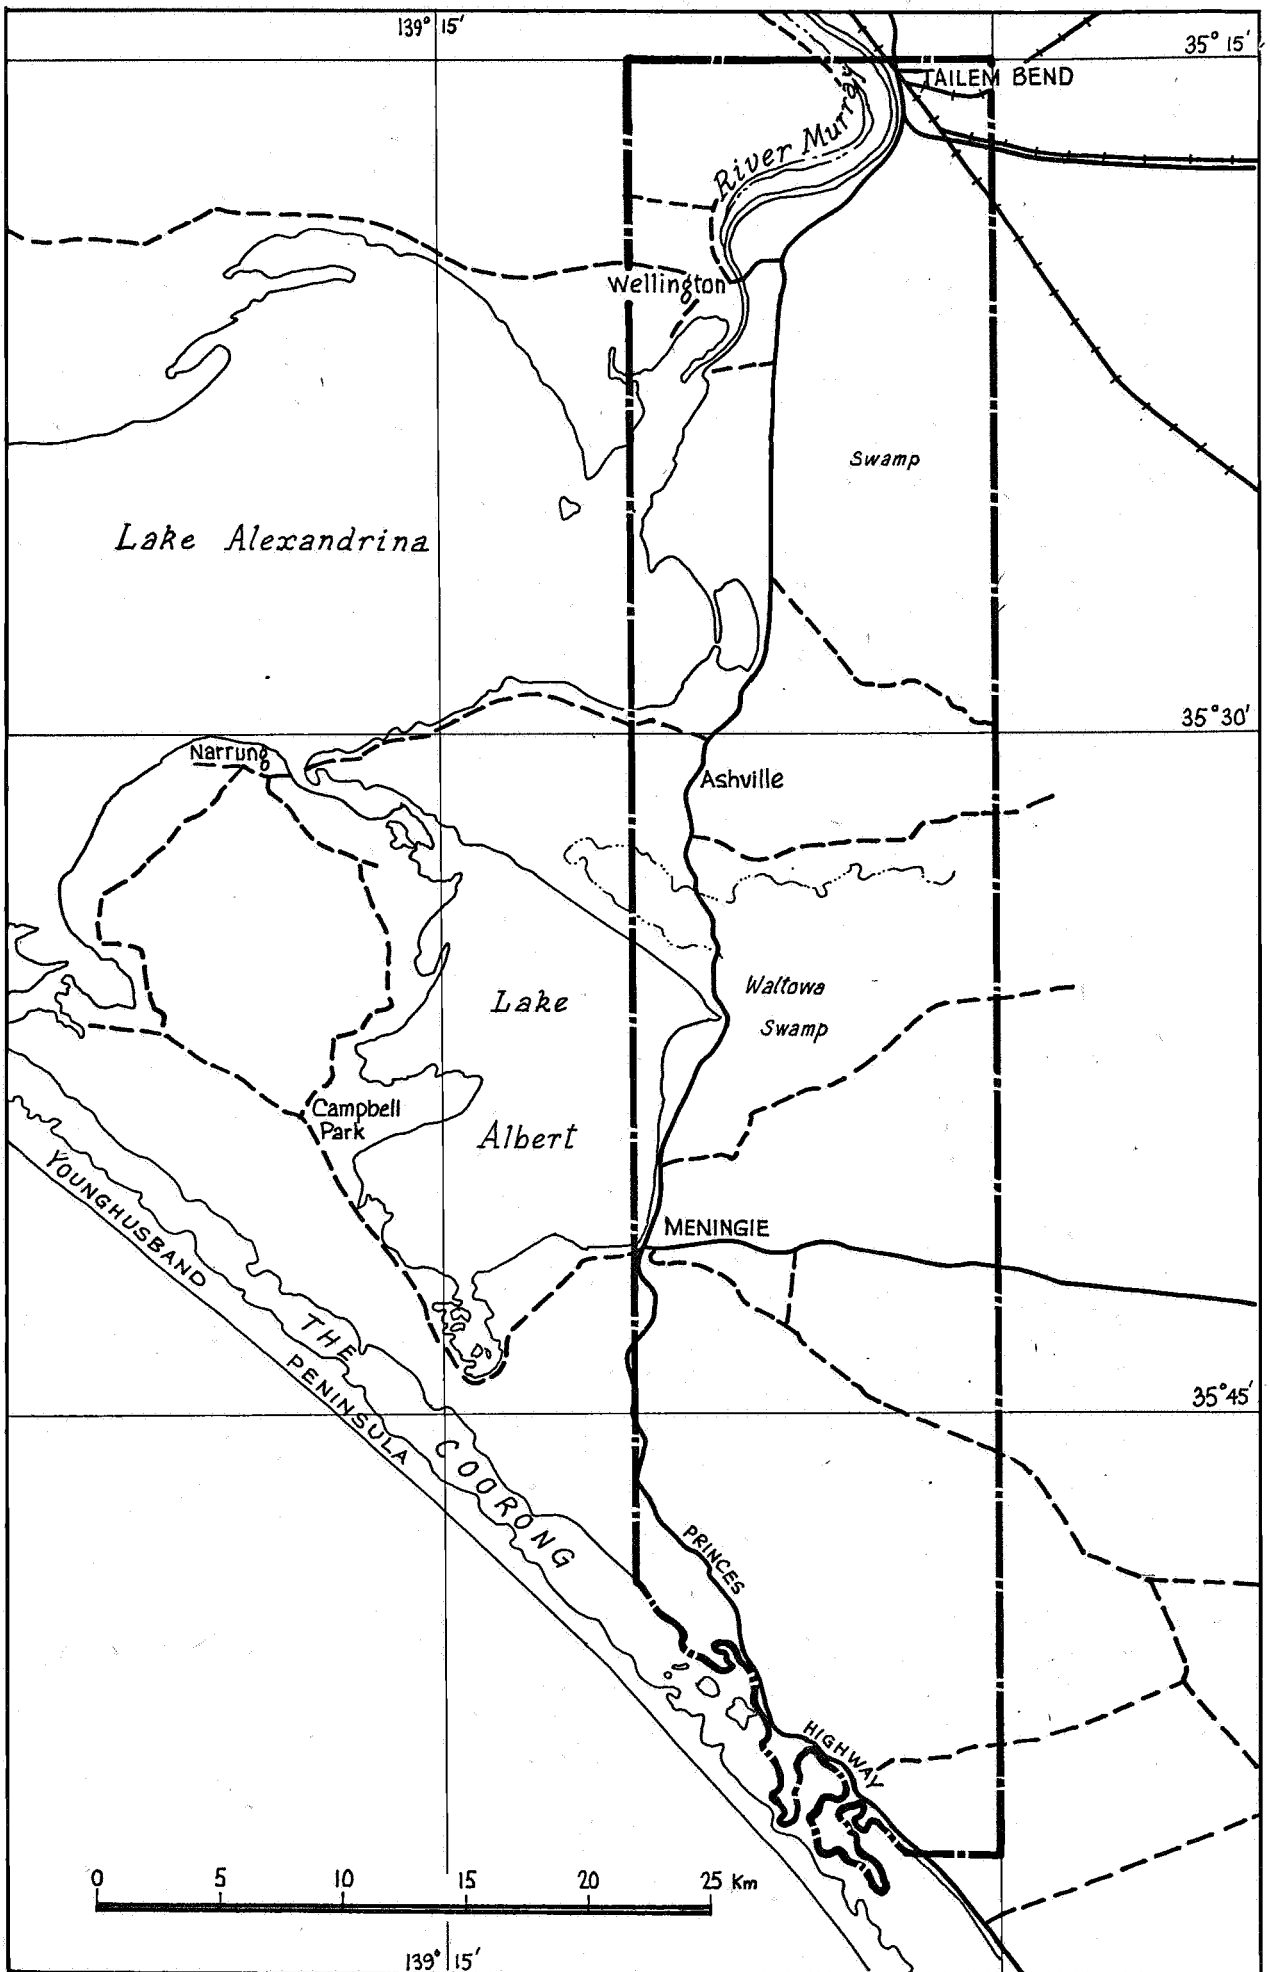 139° 15'
35° 15'
TAILEM BEND
River Murray
Wellington
Swamp
Lake Alexandrina
35° 30'
Narrung
Ashville
Waltowa
Swamp
Lake
Albert
Campbell
Park
YOUNGHUSBAND
PENINSULA
THE
COORONG
MENINGIE
35° 45'
PRINCES
HIGHWAY
0 5 10 15 20 25 Km
139° 15'